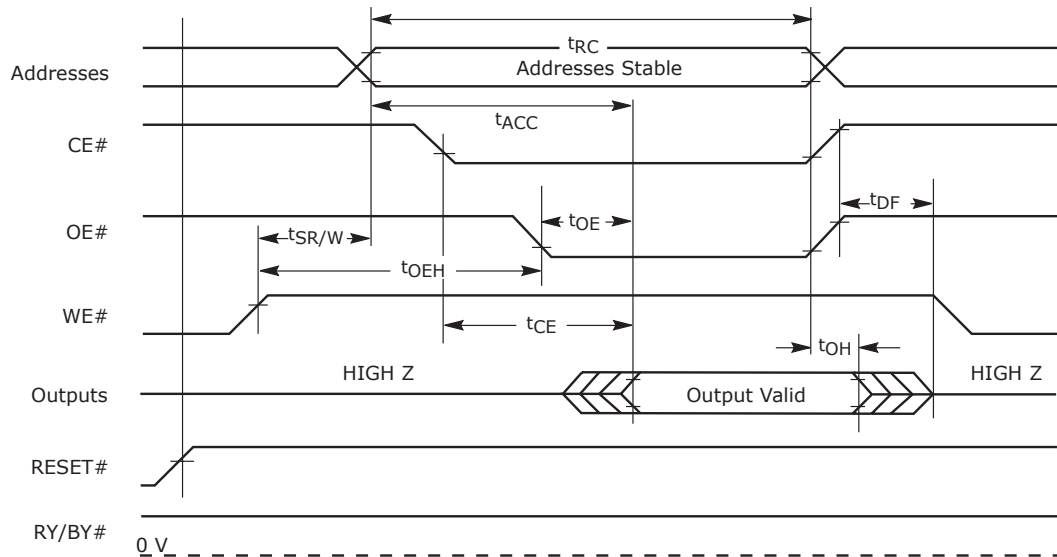 tRC
Addresses
Addresses Stable
tACC
CE#
tDF
OE#
tOE
tSR/W
tOEH
WE#
tCE
tOH
HIGH Z
HIGH Z
Outputs
Output Valid
RESET#
RY/BY#
0 V